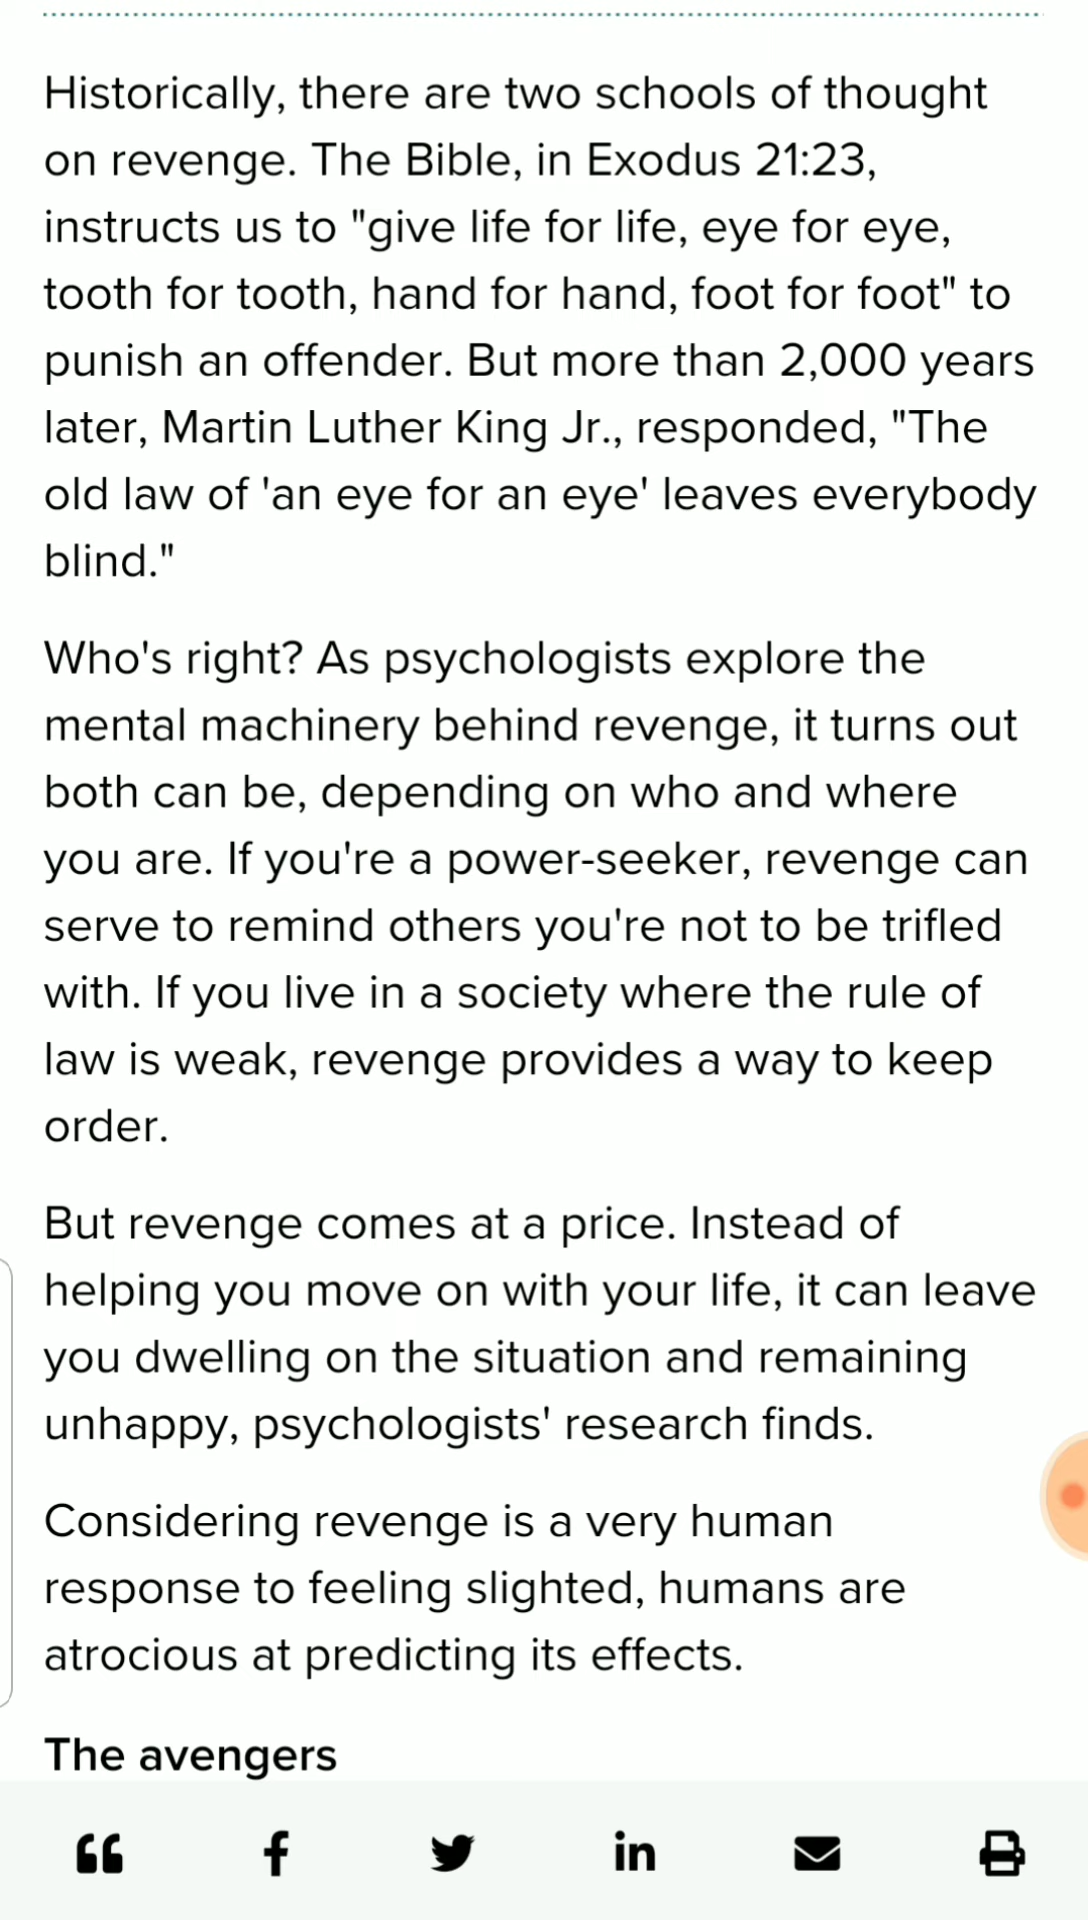 Historically, there are two schools of thought
on revenge. The Bible, in Exodus 21:23,
instructs us to "give life for life, eye for eye,
tooth for tooth, hand for hand, foot for foot" to
punish an offender. But more than 2,000 years
later, Martin Luther King Jr., responded, "The
old law of 'an eye for an eye' leaves everybody
blind."
Who's right? As psychologists explore the
mental machinery behind revenge, it turns out
both can be, depending on who and where
you are. If you're a power-seeker, revenge can
serve to remind others you're not to be trifled
with. If you live in a society where the rule of
law is weak, revenge provides a way to keep
order.
But revenge comes at a price. Instead of
helping you move on with your life, it can leave
you dwelling on the situation and remaining
unhappy, psychologists' research finds.
Considering revenge is a very human
response to feeling slighted, humans are
atrocious at predicting its effects.
The avengers